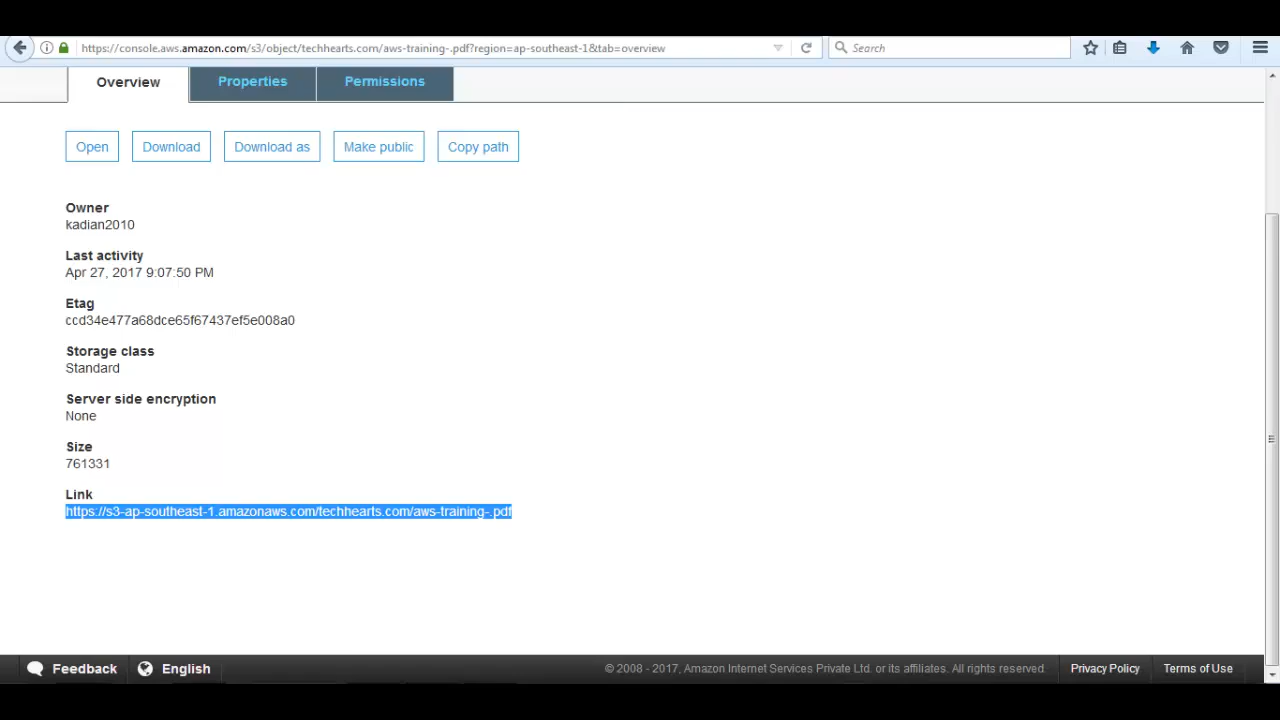 https://console.aws.amazon.com/s3/object/techhearts.com/aws-training-.pdf?region=ap-southeast-1&tab=overview
Search
Overview
Properties
Permissions
Open
Download
Download as
Make public
Copy path
Owner
kadian2010
Last activity
Apr 27, 2017 9:07:50 PM
Etag
ccd34e477a68dce65f67437ef5e008a0
Storage class
Standard
Server side encryption
None
Size
761331
Link
https://s3-ap-southeast-1.amazonaws.com/techhearts.com/aws-training-.pdf
Feedback
English
© 2008 - 2017, Amazon Internet Services Private Ltd. or its affiliates. All rights reserved.
Privacy Policy
Terms of Use